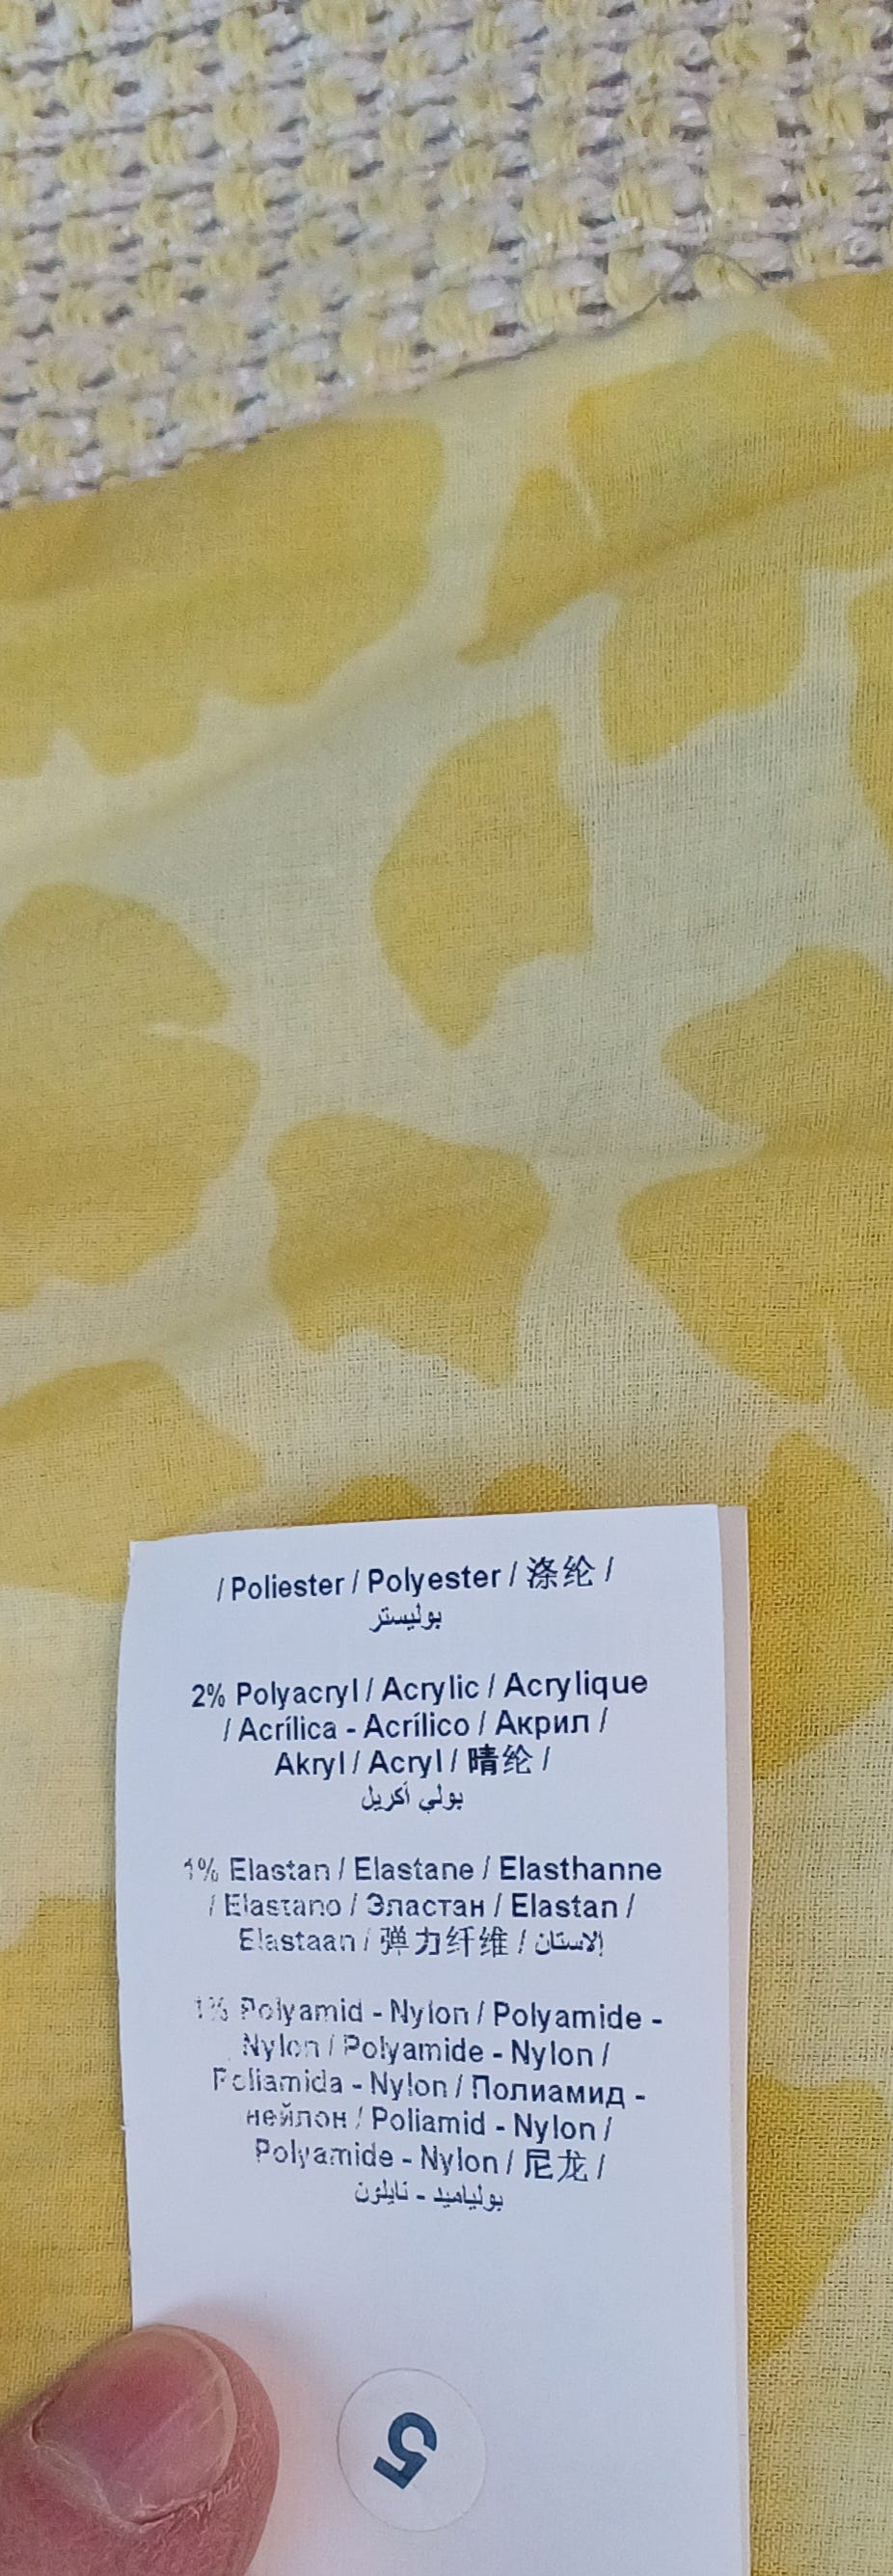 / Poliester / Polyester / 涤纶 /
بوليستر
2% Polyacryl / Acrylic / Acrylique
/ Acrílica - Acrílico / Акрил /
Akryl / Acryl / 晴纶 /
بولي أكريل
1% Elastan / Elastane / Elasthanne
/ Elastano / Эластан / Elastan /
Elastaan / 弹力纤维 / إلاستان
1% Polyamid - Nylon / Polyamide -
Nylon / Polyamide - Nylon /
Poliamida - Nylon / Полиамид -
нейлон / Poliamid - Nylon /
Polyamide - Nylon / 尼龙 /
بولياميد - نايلون
5